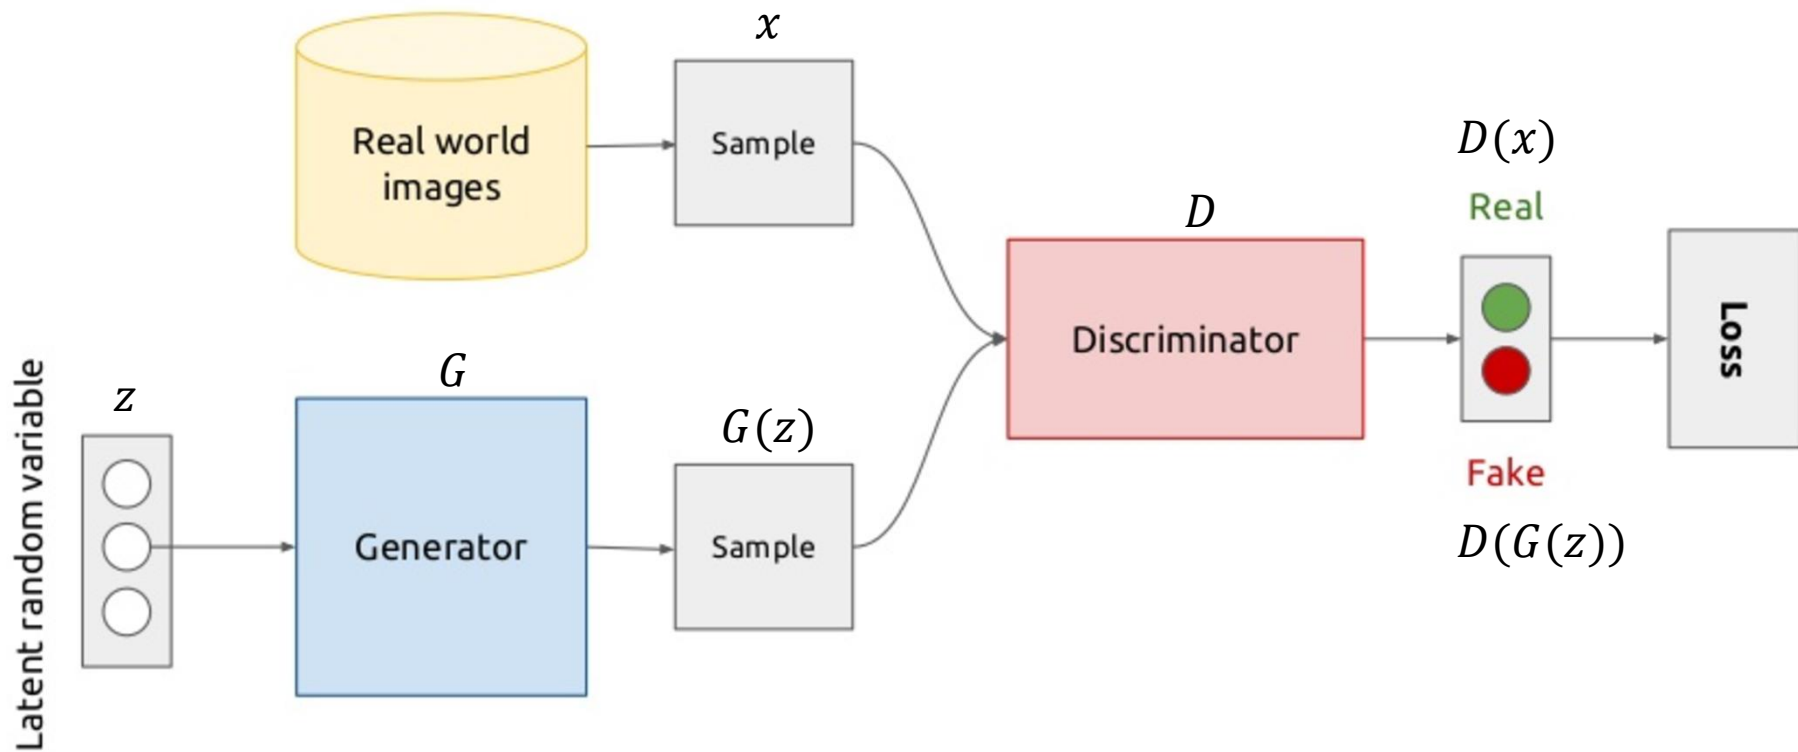 x
Real world
images
Sample
D(x)
Real
D
Discriminator
Loss
Latent random variable
z
G
Generator
G(z)
Sample
Fake
D(G(z))